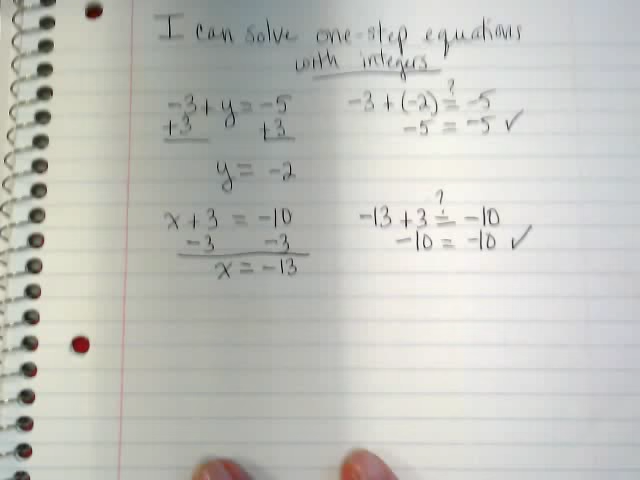 I can solve one-step equations
with integers
-3 + y = -5
+3 +3
y = -2
-3 + (-2) ?= -5
-5 = -5 ✓
x + 3 = -10
-3 -3
x = -13
-13 + 3 ?= -10
-10 = -10 ✓